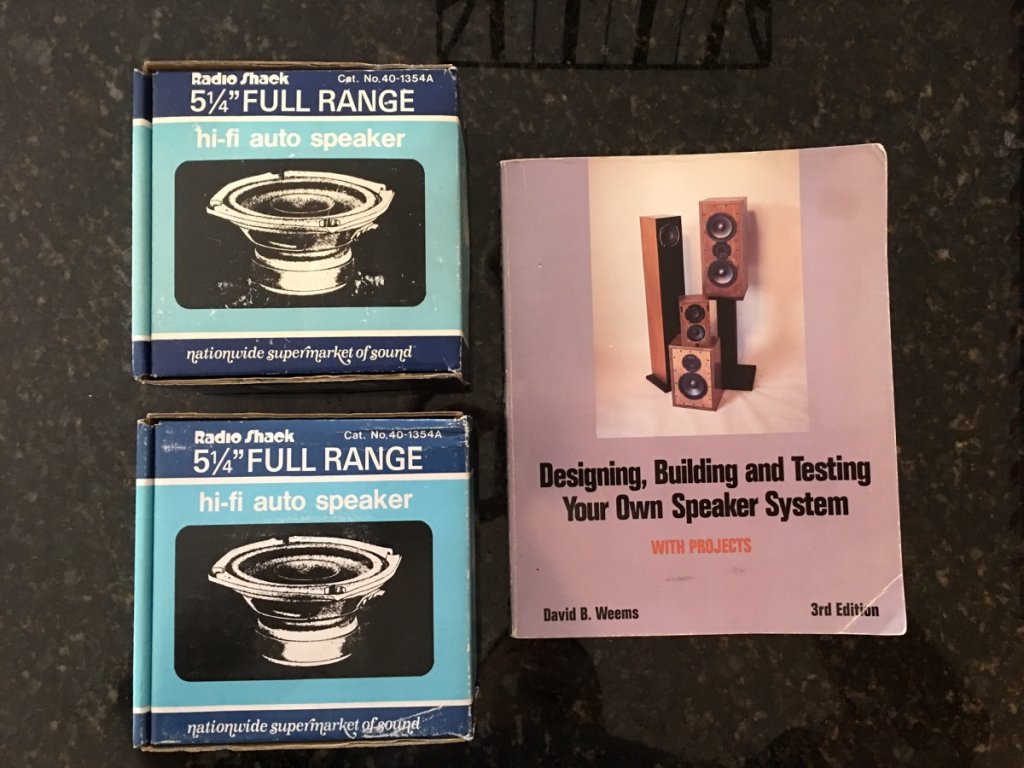 Radio Shack Cat. No. 40-1354A
5¼” FULL RANGE
hi-fi auto speaker
nationwide supermarket of sound
Radio Shack Cat. No. 40-1354A
5¼” FULL RANGE
hi-fi auto speaker
nationwide supermarket of sound
Designing, Building and Testing
Your Own Speaker System
WITH PROJECTS
David B. Weems 3rd Edition